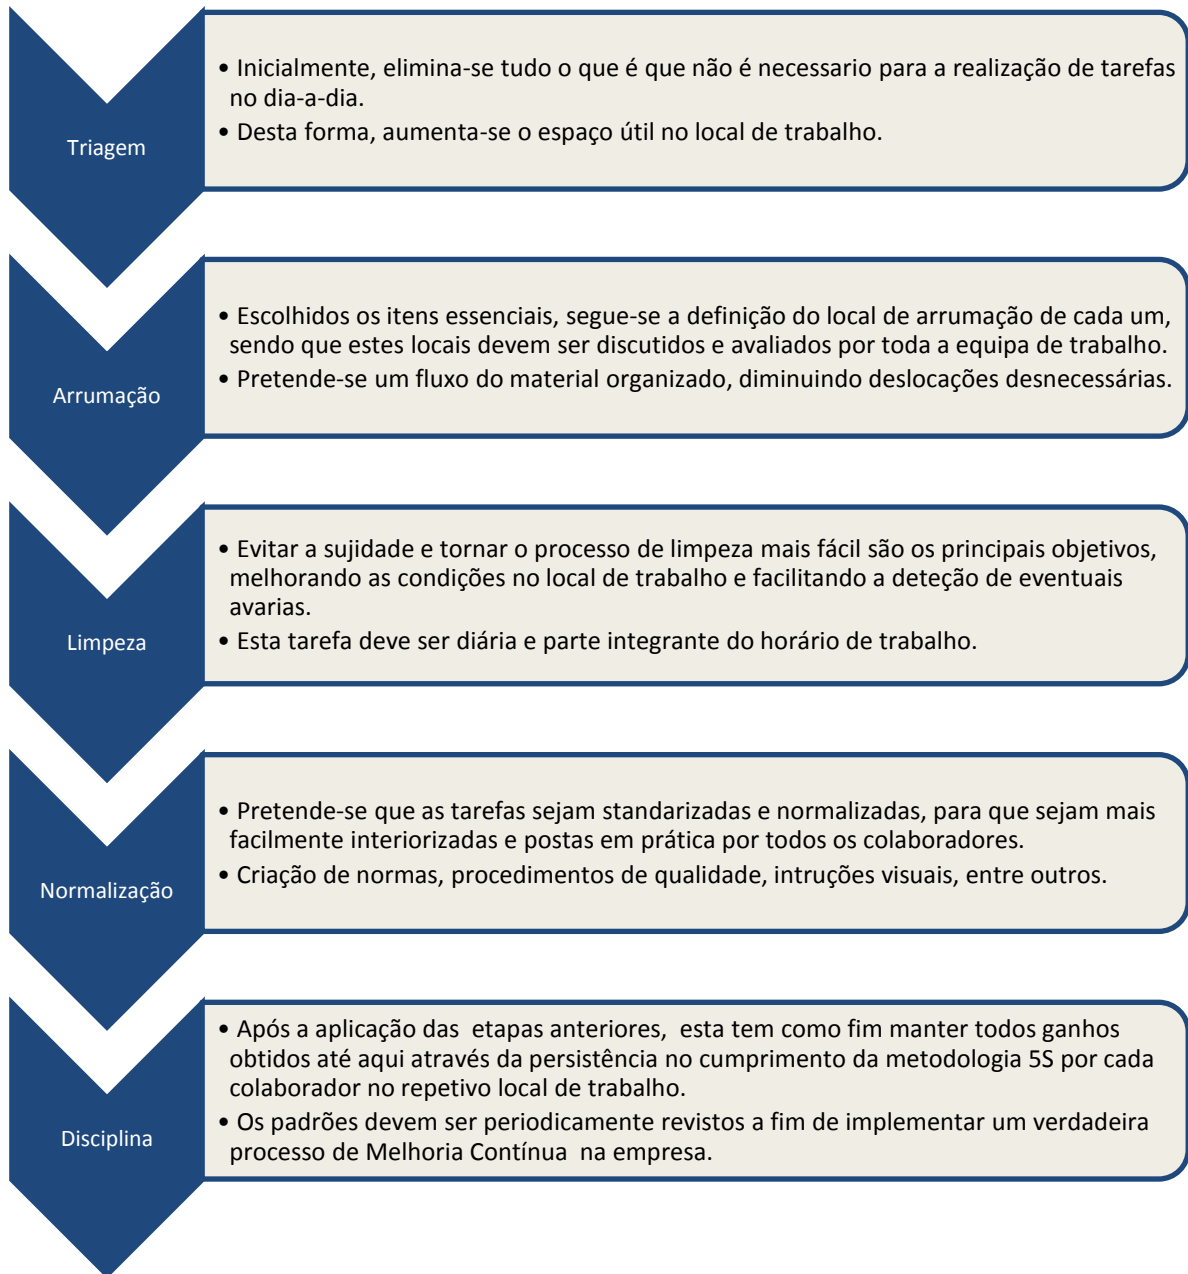 Triagem
• Inicialmente, elimina-se tudo o que é que não é necessario para a realização de tarefas
no dia-a-dia.
• Desta forma, aumenta-se o espaço útil no local de trabalho.
Arrumação
• Escolhidos os itens essenciais, segue-se a definição do local de arrumação de cada um,
sendo que estes locais devem ser discutidos e avaliados por toda a equipa de trabalho.
• Pretende-se um fluxo do material organizado, diminuindo deslocações desnecessárias.
Limpeza
• Evitar a sujidade e tornar o processo de limpeza mais fácil são os principais objetivos,
melhorando as condições no local de trabalho e facilitando a deteção de eventuais
avarias.
• Esta tarefa deve ser diária e parte integrante do horário de trabalho.
Normalização
• Pretende-se que as tarefas sejam standarizadas e normalizadas, para que sejam mais
facilmente interiorizadas e postas em prática por todos os colaboradores.
• Criação de normas, procedimentos de qualidade, intruções visuais, entre outros.
Disciplina
• Após a aplicação das  etapas anteriores,  esta tem como fim manter todos ganhos
obtidos até aqui através da persistência no cumprimento da metodologia 5S por cada
colaborador no repetivo local de trabalho.
• Os padrões devem ser periodicamente revistos a fim de implementar um verdadeira
processo de Melhoria Contínua  na empresa.